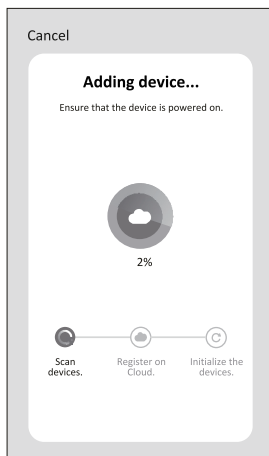 Cancel
Adding device...
Ensure that the device is powered on.
2%
Scan
devices.
Register on
Cloud.
Initialize the
devices.